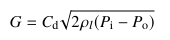 G = C_d√(2ρ_l(P_i − P_o))